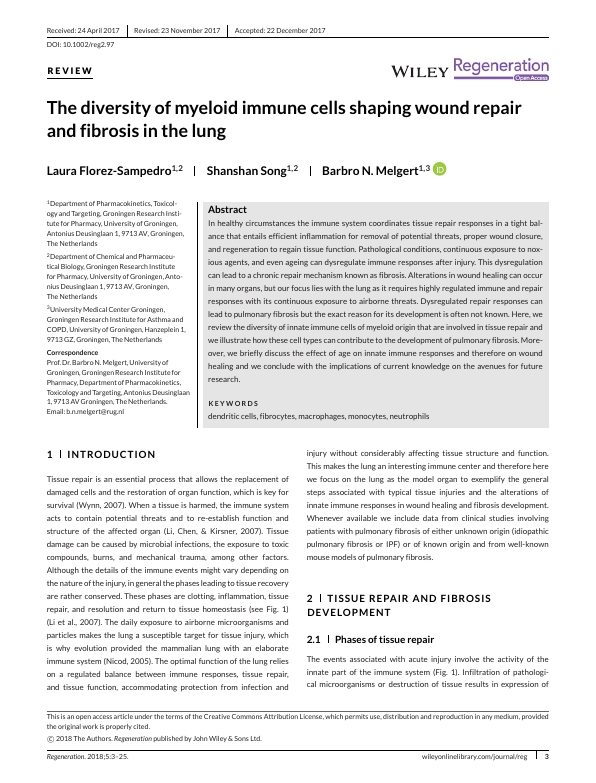 Received: 24 April 2017 | Revised: 23 November 2017 | Accepted: 22 December 2017
DOI: 10.1002/reg2.97
REVIEW
WILEY Regeneration
Open Access
The diversity of myeloid immune cells shaping wound repair
and fibrosis in the lung
Laura Florez-Sampedro1,2 | Shanshan Song1,2 | Barbro N. Melgert1,3 iD
1Department of Pharmacokinetics, Toxicol-
ogy and Targeting, Groningen Research Insti-
tute for Pharmacy, University of Groningen,
Antonius Deusinglaan 1, 9713 AV, Groningen,
The Netherlands
2Department of Chemical and Pharmaceu-
tical Biology, Groningen Research Institute
for Pharmacy, University of Groningen, Anto-
nius Deusinglaan 1, 9713 AV, Groningen,
The Netherlands
3University Medical Center Groningen,
Groningen Research Institute for Asthma and
COPD, University of Groningen, Hanzeplein 1,
9713 GZ, Groningen, The Netherlands
Correspondence
Prof. Dr. Barbro N. Melgert, University of
Groningen, Groningen Research Institute for
Pharmacy, Department of Pharmacokinetics,
Toxicology and Targeting, Antonius Deusinglaan
1, 9713 AV Groningen, The Netherlands.
Email: b.n.melgert@rug.nl
Abstract
In healthy circumstances the immune system coordinates tissue repair responses in a tight bal-
ance that entails efficient inflammation for removal of potential threats, proper wound closure,
and regeneration to regain tissue function. Pathological conditions, continuous exposure to nox-
ious agents, and even ageing can dysregulate immune responses after injury. This dysregulation
can lead to a chronic repair mechanism known as fibrosis. Alterations in wound healing can occur
in many organs, but our focus lies with the lung as it requires highly regulated immune and repair
responses with its continuous exposure to airborne threats. Dysregulated repair responses can
lead to pulmonary fibrosis but the exact reason for its development is often not known. Here, we
review the diversity of innate immune cells of myeloid origin that are involved in tissue repair and
we illustrate how these cell types can contribute to the development of pulmonary fibrosis. More-
over, we briefly discuss the effect of age on innate immune responses and therefore on wound
healing and we conclude with the implications of current knowledge on the avenues for future
research.
KEYWORDS
dendritic cells, fibrocytes, macrophages, monocytes, neutrophils
1 | INTRODUCTION
Tissue repair is an essential process that allows the replacement of
damaged cells and the restoration of organ function, which is key for
survival (Wynn, 2007). When a tissue is harmed, the immune system
acts to contain potential threats and to re-establish function and
structure of the affected organ (Li, Chen, & Kirsner, 2007). Tissue
damage can be caused by microbial infections, the exposure to toxic
compounds, burns, and mechanical trauma, among other factors.
Although the details of the immune events might vary depending on
the nature of the injury, in general the phases leading to tissue recovery
are rather conserved. These phases are clotting, inflammation, tissue
repair, and resolution and return to tissue homeostasis (see Fig. 1)
(Li et al., 2007). The daily exposure to airborne microorganisms and
particles makes the lung a susceptible target for tissue injury, which
is why evolution provided the mammalian lung with an elaborate
immune system (Nicod, 2005). The optimal function of the lung relies
on a regulated balance between immune responses, tissue repair,
and tissue function, accommodating protection from infection and
injury without considerably affecting tissue structure and function.
This makes the lung an interesting immune center and therefore here
we focus on the lung as the model organ to exemplify the general
steps associated with typical tissue injuries and the alterations of
innate immune responses in wound healing and fibrosis development.
Whenever available we include data from clinical studies involving
patients with pulmonary fibrosis of either unknown origin (idiopathic
pulmonary fibrosis or IPF) or of known origin and from well-known
mouse models of pulmonary fibrosis.
2 | TISSUE REPAIR AND FIBROSIS
DEVELOPMENT
2.1 | Phases of tissue repair
The events associated with acute injury involve the activity of the
innate part of the immune system (Fig. 1). Infiltration of pathologi-
cal microorganisms or destruction of tissue results in expression of
This is an open access article under the terms of the Creative Commons Attribution License, which permits use, distribution and reproduction in any medium, provided
the original work is properly cited.
© 2018 The Authors. Regeneration published by John Wiley & Sons Ltd.
Regeneration. 2018;5:3–25.
wileyonlinelibrary.com/journal/reg | 3